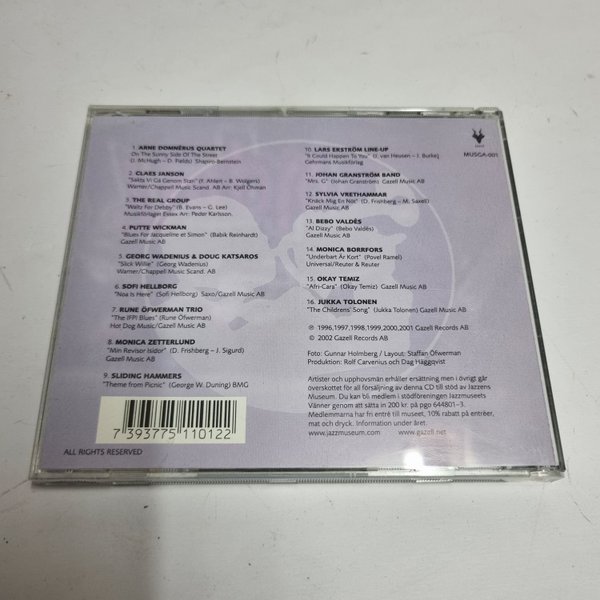 1. ARNE DOMNÉRUS QUARTET
"On The Sunny Side Of The Street
(J. McHugh – D. Fields) Shapiro-Bernstein
2. CLAES JANSON
"Sakta Vi Gå Genom Stan" (F. Ahlert – B. Wolgers)
Warner/Chappell Music Scand. AB Arr: Kjell Öhman
3. THE REAL GROUP
"Waltz For Debby" (B. Evans – G. Lees)
Musikförlagen Essex Arr: Peder Karlsson.
4. PUTTE WICKMAN
"Blues For Jacqueline et Simon" (Babik Reinhardt)
Gazell Music AB
5. GEORG WADENIUS & DOUG KATSAROS
"Slick Willie" (Georg Wadenius)
Warner/Chappell Music Scand.
6. SOFI HELLBORG
"Noa Is Here" (Sofi Hellborg) Saxo/Gazell Music AB
7. RUNE ÖFWERMAN TRIO
"The IFPI Blues" (Rune Öfwerman)
Hot Dog Music/Gazell Music AB
8. MONICA ZETTERLUND
"Min Revisor Isidor" (D. Frishberg – J. Sigurd)
Gazell Music AB
9. SLIDING HAMMERS
"Theme from Picnic" (George W. Duning) BMG
7 393775 110122
ALL RIGHTS RESERVED
10. LARS ERSTRÖM LINE-UP
"It Could Happen To You" (J. van Heusen – J. Burke)
Gehrmans Musikförlag
11. JOHAN GRANSTRÖM BAND
"Mrs. G" (Johan Granström) Gazell Music AB
12. SYLVIA VRETHAMMAR
"Knäck Mig En Nöt" (D. Frishberg – M. Saxell)
Gazell Music AB
13. BEBO VALDÉS
"Al Dizzy" (Bebo Valdés)
Gazell Music AB
14. MONICA BORRFORS
"Underbart Är Kort" (Povel Ramel)
Universal/Reuter & Reuter
15. OKAY TEMIZ
"Afri-Cara" (Okay Temiz) Gazell Music AB
16. JUKKA TOLONEN
"The Childrens' Song" (Jukka Tolonen) Gazell Music AB
℗ 1996,1997,1998,1999,2000,2001 Gazell Records AB
© 2002 Gazell Records AB
Foto: Gunnar Holmberg / Layout: Staffan Öfwerman
Producerad av Rolf Carvenius och Dag Häggqvist
Artister och upphovsmän erhåller ersättning men i övrigt går
överskottet för all försäljning av denna CD till stöd av Jazzens
Museum. Du kan bli medlem i stödföreningen Jazzmuseets
Vänner genom att sätta in 200 kr. på pgo 644801–3.
Medlemmarna har fri entré till museet, 10% rabatt på entréer,
mat och dryck. Information under året.
www.jazzmuseum.com www.gazell.net
MUSGA-001